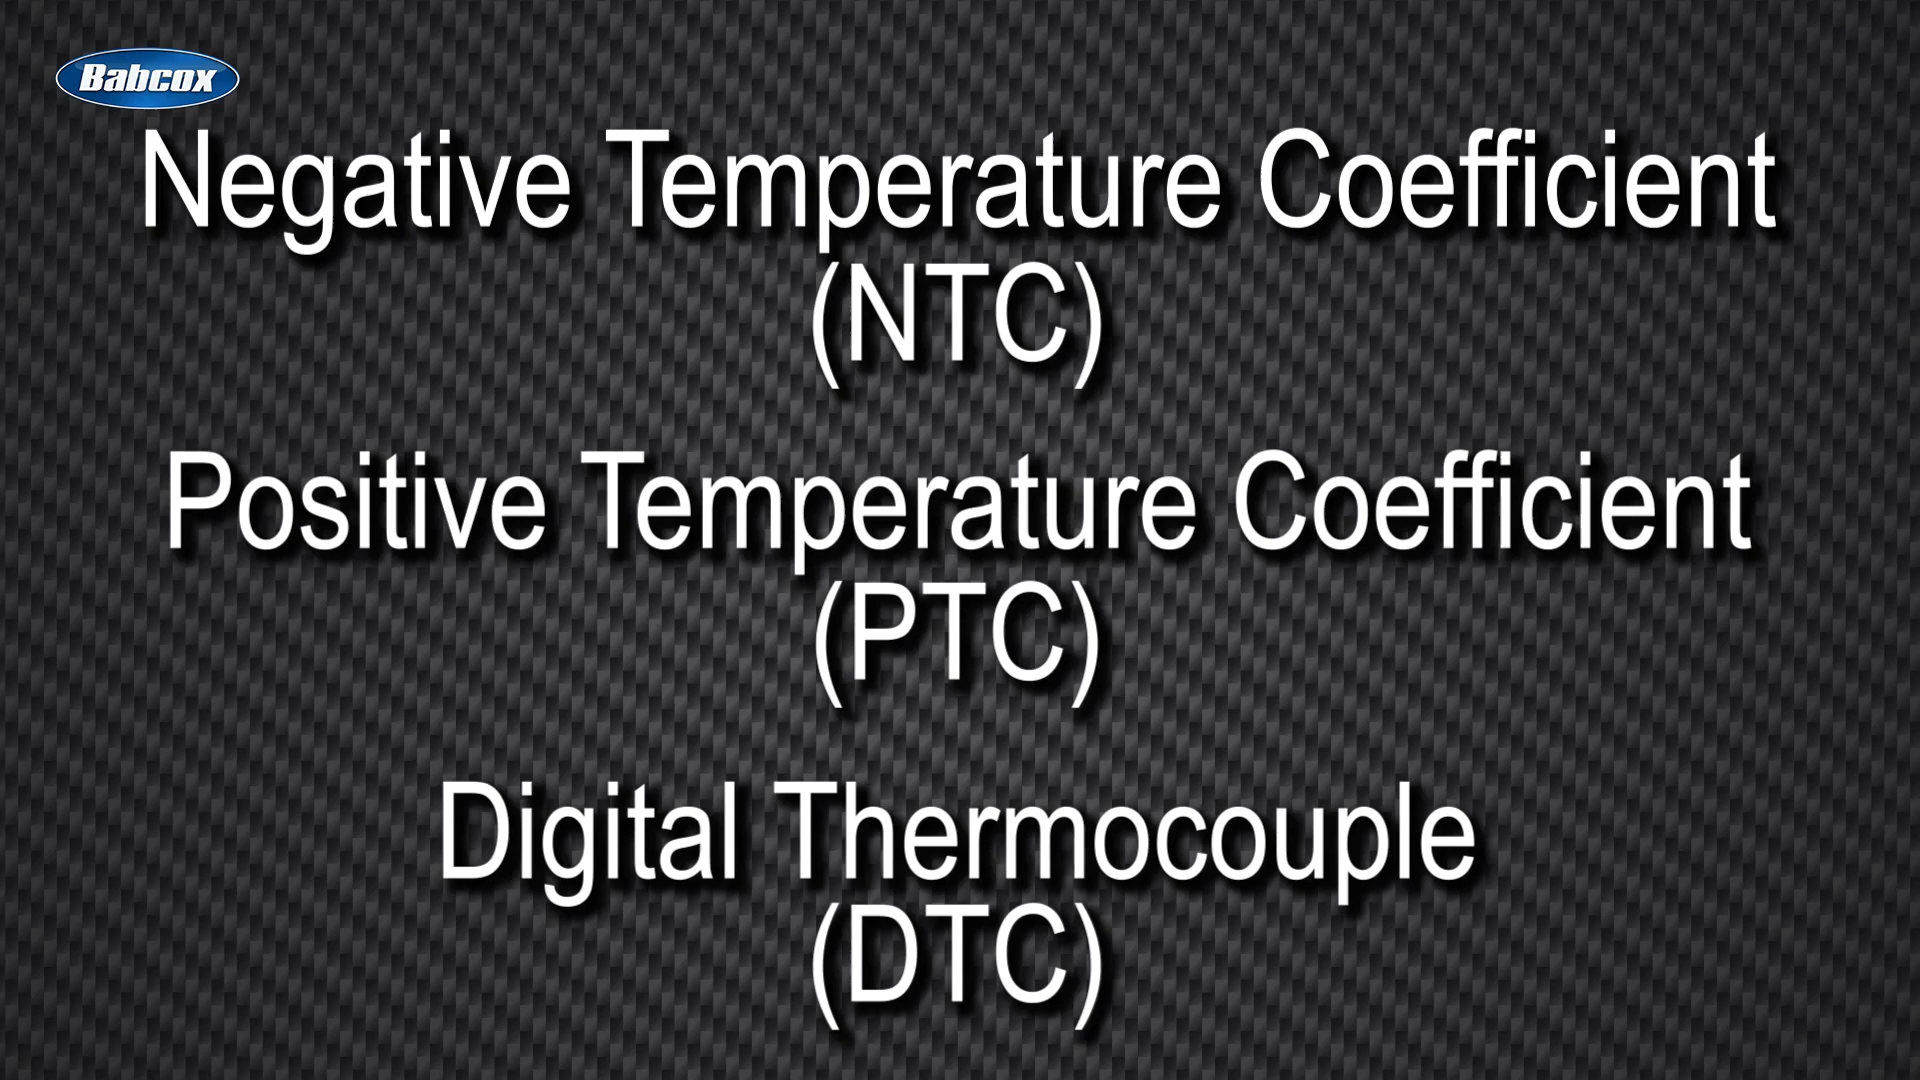 Babcox
Negative Temperature Coefficient
(NTC)
Positive Temperature Coefficient
(PTC)
Digital Thermocouple
(DTC)